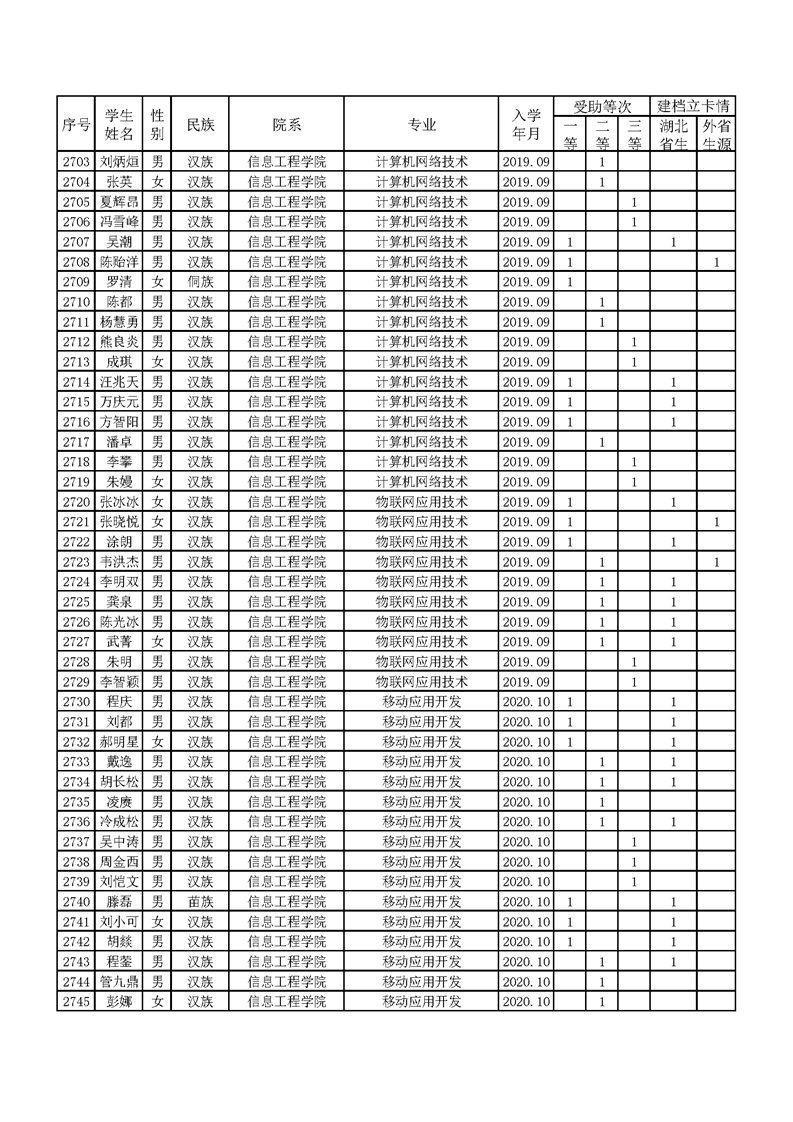 序号 学生姓名 性别 民族 院系 专业 入学年月 受助等次 建档立卡情
一等 二等 三等 湖北省生 外省生源
2703 刘炳烜 男 汉族 信息工程学院 计算机网络技术 2019.09 1
2704 张英 女 汉族 信息工程学院 计算机网络技术 2019.09 1
2705 夏辉昂 男 汉族 信息工程学院 计算机网络技术 2019.09 1
2706 冯雪峰 男 汉族 信息工程学院 计算机网络技术 2019.09 1
2707 吴潮 男 汉族 信息工程学院 计算机网络技术 2019.09 1 1
2708 陈贻洋 男 汉族 信息工程学院 计算机网络技术 2019.09 1 1
2709 罗清 女 侗族 信息工程学院 计算机网络技术 2019.09 1
2710 陈都 男 汉族 信息工程学院 计算机网络技术 2019.09 1
2711 杨慧勇 男 汉族 信息工程学院 计算机网络技术 2019.09 1
2712 熊良炎 男 汉族 信息工程学院 计算机网络技术 2019.09 1
2713 成琪 女 汉族 信息工程学院 计算机网络技术 2019.09 1
2714 汪兆天 男 汉族 信息工程学院 计算机网络技术 2019.09 1 1
2715 万庆元 男 汉族 信息工程学院 计算机网络技术 2019.09 1 1
2716 方智阳 男 汉族 信息工程学院 计算机网络技术 2019.09 1 1
2717 潘卓 男 汉族 信息工程学院 计算机网络技术 2019.09 1
2718 李攀 男 汉族 信息工程学院 计算机网络技术 2019.09 1
2719 朱嫚 女 汉族 信息工程学院 计算机网络技术 2019.09 1
2720 张冰冰 女 汉族 信息工程学院 物联网应用技术 2019.09 1 1
2721 张晓悦 女 汉族 信息工程学院 物联网应用技术 2019.09 1 1
2722 涂朗 男 汉族 信息工程学院 物联网应用技术 2019.09 1 1
2723 韦洪杰 男 汉族 信息工程学院 物联网应用技术 2019.09 1 1
2724 李明双 男 汉族 信息工程学院 物联网应用技术 2019.09 1 1
2725 龚泉 男 汉族 信息工程学院 物联网应用技术 2019.09 1 1
2726 陈光冰 男 汉族 信息工程学院 物联网应用技术 2019.09 1 1
2727 武菁 女 汉族 信息工程学院 物联网应用技术 2019.09 1 1
2728 朱明 男 汉族 信息工程学院 物联网应用技术 2019.09 1
2729 李智颖 男 汉族 信息工程学院 物联网应用技术 2019.09 1
2730 程庆 男 汉族 信息工程学院 移动应用开发 2020.10 1 1
2731 刘都 男 汉族 信息工程学院 移动应用开发 2020.10 1 1
2732 郝明星 女 汉族 信息工程学院 移动应用开发 2020.10 1 1
2733 戴逸 男 汉族 信息工程学院 移动应用开发 2020.10 1 1
2734 胡长松 男 汉族 信息工程学院 移动应用开发 2020.10 1 1
2735 凌赓 男 汉族 信息工程学院 移动应用开发 2020.10 1
2736 冷成松 男 汉族 信息工程学院 移动应用开发 2020.10 1 1
2737 吴中涛 男 汉族 信息工程学院 移动应用开发 2020.10 1
2738 周金西 男 汉族 信息工程学院 移动应用开发 2020.10 1
2739 刘恺文 男 汉族 信息工程学院 移动应用开发 2020.10 1
2740 滕磊 男 苗族 信息工程学院 移动应用开发 2020.10 1 1
2741 刘小可 女 汉族 信息工程学院 移动应用开发 2020.10 1 1
2742 胡燚 男 汉族 信息工程学院 移动应用开发 2020.10 1 1
2743 程蓥 男 汉族 信息工程学院 移动应用开发 2020.10 1 1
2744 管九鼎 男 汉族 信息工程学院 移动应用开发 2020.10 1
2745 彭娜 女 汉族 信息工程学院 移动应用开发 2020.10 1